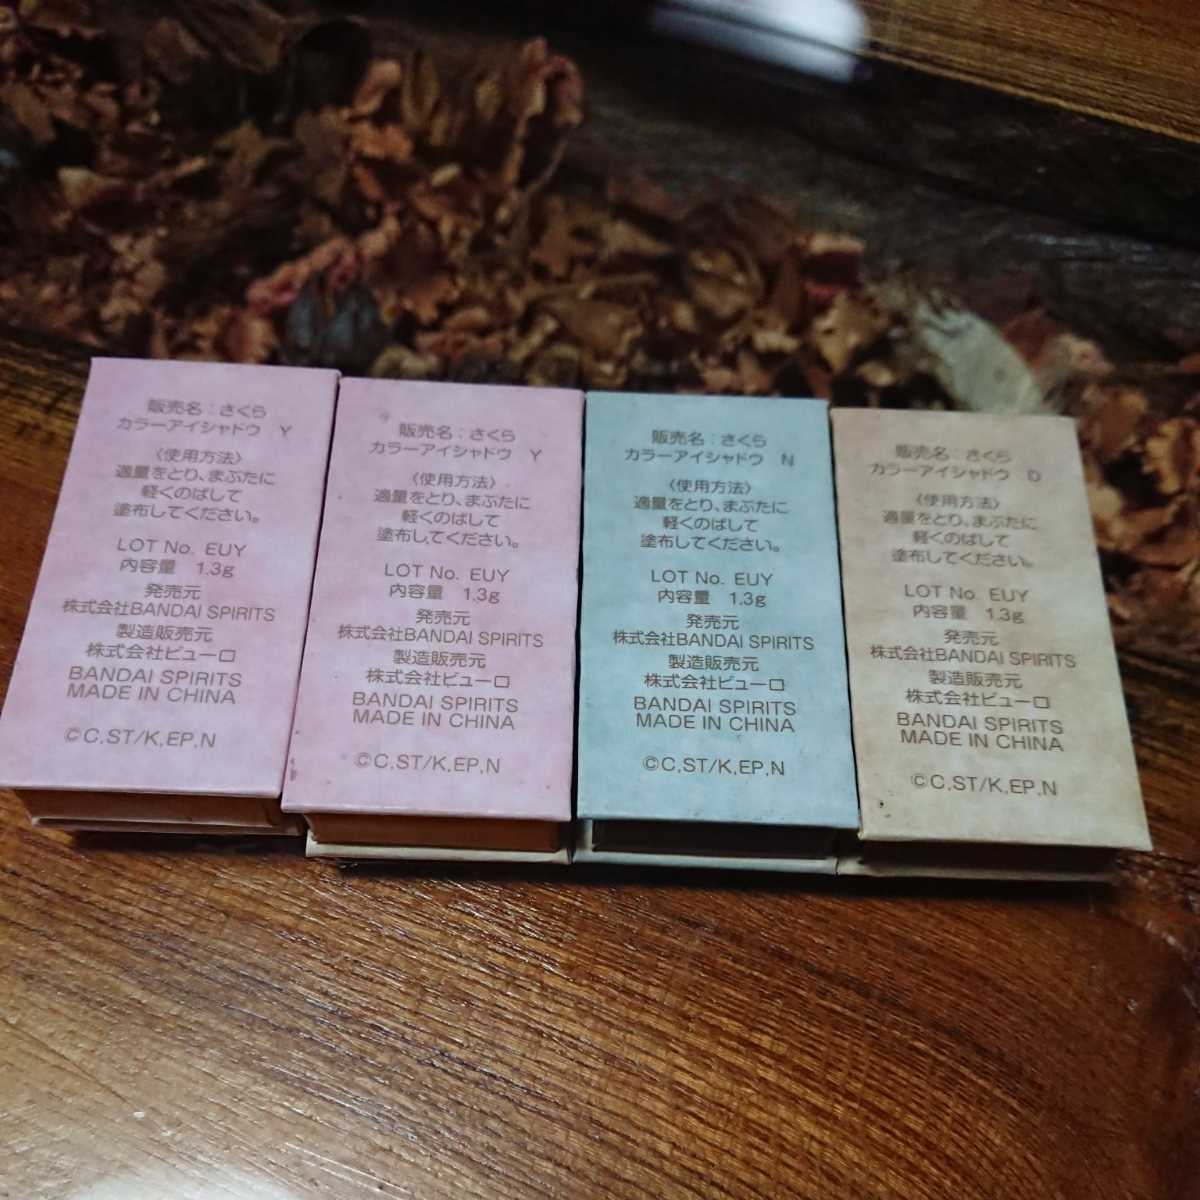 販売名：さくら
カラーアイシャドウ　Y
〈使用方法〉
適量をとり、まぶたに
軽くのばして
塗布してください。
LOT No. EUY
内容量　1.3g
発売元
株式会社BANDAI SPIRITS
製造販売元
株式会社ビューロ
BANDAI SPIRITS
MADE IN CHINA
©C,ST/K,EP,N
販売名：さくら
カラーアイシャドウ　Y
〈使用方法〉
適量をとり、まぶたに
軽くのばして
塗布してください。
LOT No. EUY
内容量　1.3g
発売元
株式会社BANDAI SPIRITS
製造販売元
株式会社ビューロ
BANDAI SPIRITS
MADE IN CHINA
©C,ST/K,EP,N
販売名：さくら
カラーアイシャドウ　N
〈使用方法〉
適量をとり、まぶたに
軽くのばして
塗布してください。
LOT No. EUY
内容量　1.3g
発売元
株式会社BANDAI SPIRITS
製造販売元
株式会社ビューロ
BANDAI SPIRITS
MADE IN CHINA
©C,ST/K,EP,N
販売名：さくら
カラーアイシャドウ　D
〈使用方法〉
適量をとり、まぶたに
軽くのばして
塗布してください。
LOT No. EUY
内容量　1.3g
発売元
株式会社BANDAI SPIRITS
製造販売元
株式会社ビューロ
BANDAI SPIRITS
MADE IN CHINA
©C,ST/K,EP,N